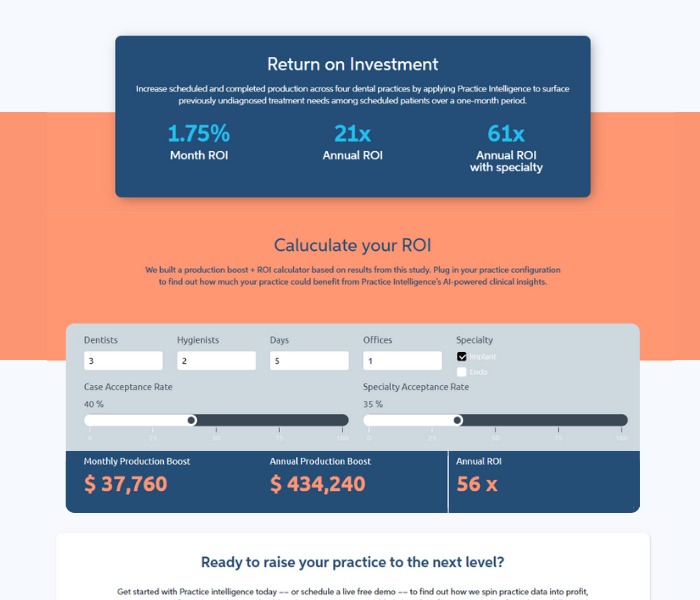 Return on Investment
Increase scheduled and completed production across four dental practices by applying Practice Intelligence to surface
previously undiagnosed treatment needs among scheduled patients over a one-month period.
1.75% 21x 61x
Month ROI Annual ROI Annual ROI
with specialty
Caluculate your ROI
We built a production boost + ROI calculator based on results from this study. Plug in your practice configuration
to find out how much your practice could benefit from Practice Intelligence's AI-powered clinical insights.
Dentists Hygienists Days Offices Specialty
3 2 5 1 Implant
Endo
Case Acceptance Rate Specialty Acceptance Rate
40 % 35 %
0 25 50 75 100 0 25 50 75 100
Monthly Production Boost Annual Production Boost Annual ROI
$ 37,760 $ 434,240 56 x
Ready to raise your practice to the next level?
Get started with Practice intelligence today –– or schedule a live free demo –– to find out how we spin practice data into profit,